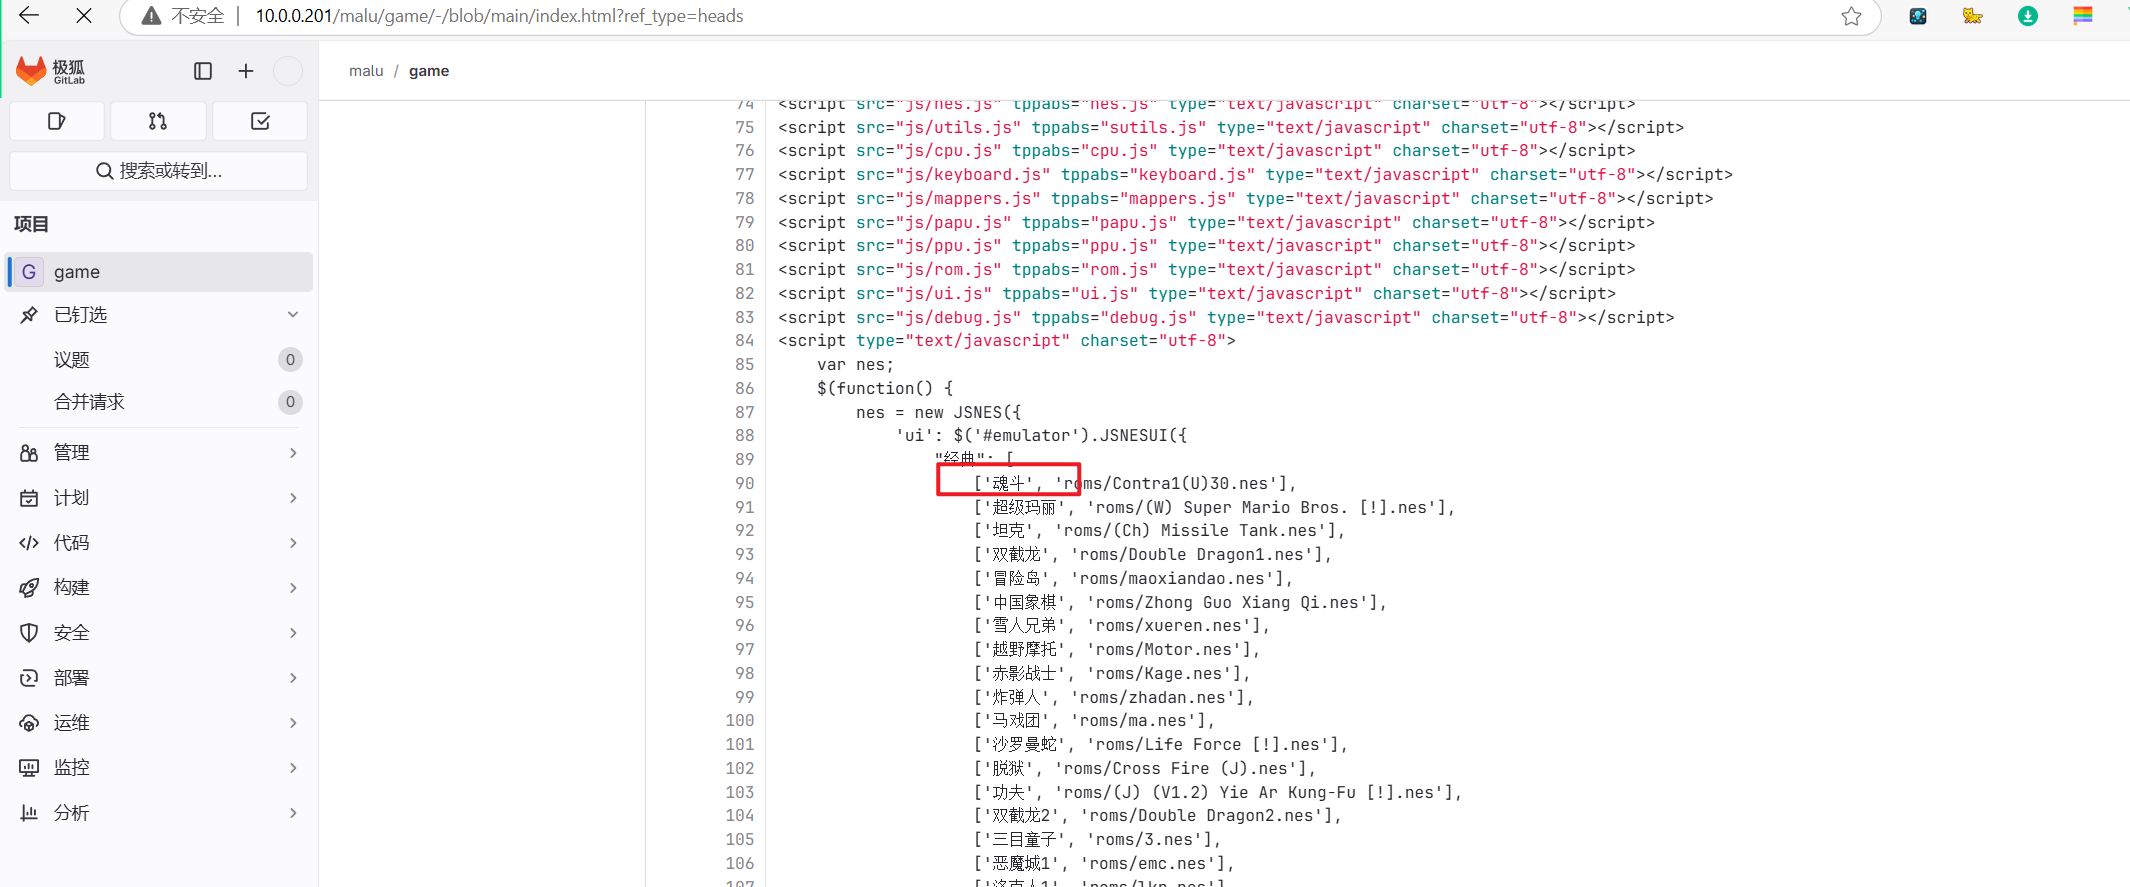 不安全 | 10.0.0.201/malu/game/-/blob/main/index.html?ref_type=heads
极狐
GitLab
malu / game
搜索或转到...
项目
G game
已钉选
议题 0
合并请求 0
管理
计划
代码
构建
安全
部署
运维
监控
分析
74 <script src="js/nes.js" tppabs="nes.js" type="text/javascript" charset="utf-8"></script>
75 <script src="js/utils.js" tppabs="sutils.js" type="text/javascript" charset="utf-8"></script>
76 <script src="js/cpu.js" tppabs="cpu.js" type="text/javascript" charset="utf-8"></script>
77 <script src="js/keyboard.js" tppabs="keyboard.js" type="text/javascript" charset="utf-8"></script>
78 <script src="js/mappers.js" tppabs="mappers.js" type="text/javascript" charset="utf-8"></script>
79 <script src="js/papu.js" tppabs="papu.js" type="text/javascript" charset="utf-8"></script>
80 <script src="js/ppu.js" tppabs="ppu.js" type="text/javascript" charset="utf-8"></script>
81 <script src="js/rom.js" tppabs="rom.js" type="text/javascript" charset="utf-8"></script>
82 <script src="js/ui.js" tppabs="ui.js" type="text/javascript" charset="utf-8"></script>
83 <script src="js/debug.js" tppabs="debug.js" type="text/javascript" charset="utf-8"></script>
84 <script type="text/javascript" charset="utf-8">
85 var nes;
86 $(function() {
87 nes = new JSNES({
88 'ui': $('#emulator').JSNESUI({
89 "经典": [
90 ['魂斗', 'roms/Contra1(U)30.nes'],
91 ['超级玛丽', 'roms/(W) Super Mario Bros. [!].nes'],
92 ['坦克', 'roms/(Ch) Missile Tank.nes'],
93 ['双截龙', 'roms/Double Dragon1.nes'],
94 ['冒险岛', 'roms/maoxiandao.nes'],
95 ['中国象棋', 'roms/Zhong Guo Xiang Qi.nes'],
96 ['雪人兄弟', 'roms/xueren.nes'],
97 ['越野摩托', 'roms/Motor.nes'],
98 ['赤影战士', 'roms/Kage.nes'],
99 ['炸弹人', 'roms/zhadan.nes'],
100 ['马戏团', 'roms/ma.nes'],
101 ['沙罗曼蛇', 'roms/Life Force [!].nes'],
102 ['脱狱', 'roms/Cross Fire (J).nes'],
103 ['功夫', 'roms/(J) (V1.2) Yie Ar Kung-Fu [!].nes'],
104 ['双截龙2', 'roms/Double Dragon2.nes'],
105 ['三目童子', 'roms/3.nes'],
106 ['恶魔城1', 'roms/emc.nes'],
107